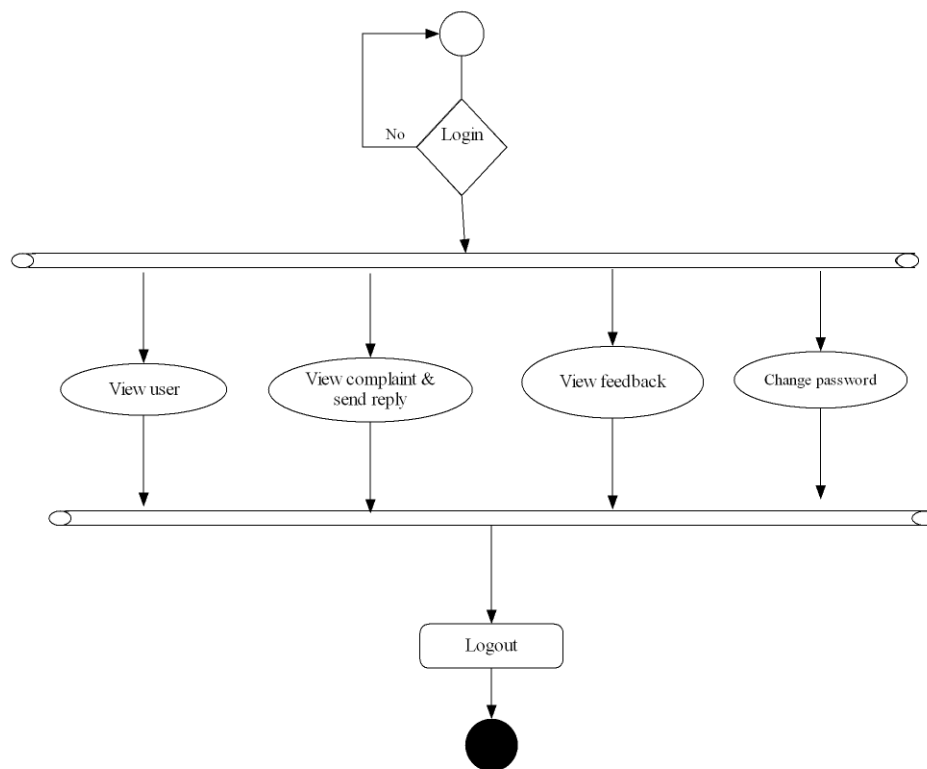 Login
No
View user
View complaint &
send reply
View feedback
Change password
Logout